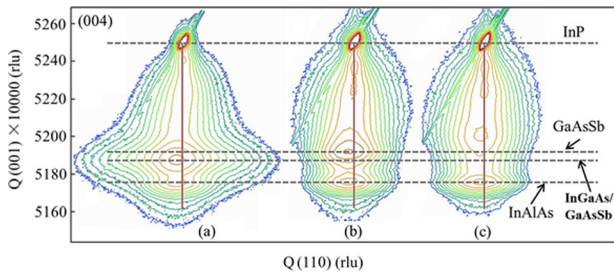 (004)
5260
5240
5220
5200
5180
5160
Q (001) ×10000 (rlu)
InP
GaAsSb
InGaAs/
GaAsSb
InAlAs
(a)
(b)
(c)
Q (110) (rlu)